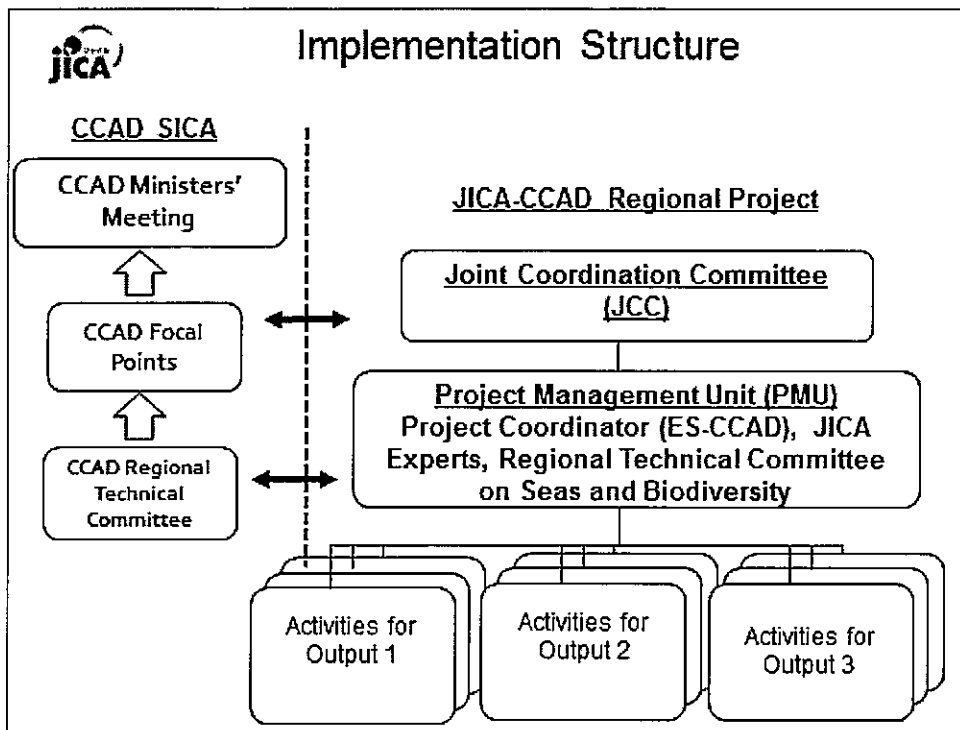 JICA
Implementation Structure
CCAD SICA
CCAD Ministers'
Meeting
CCAD Focal
Points
CCAD Regional
Technical
Committee
JICA-CCAD Regional Project
Joint Coordination Committee
(JCC)
Project Management Unit (PMU)
Project Coordinator (ES-CCAD), JICA
Experts, Regional Technical Committee
on Seas and Biodiversity
Activities for
Output 1
Activities for
Output 2
Activities for
Output 3